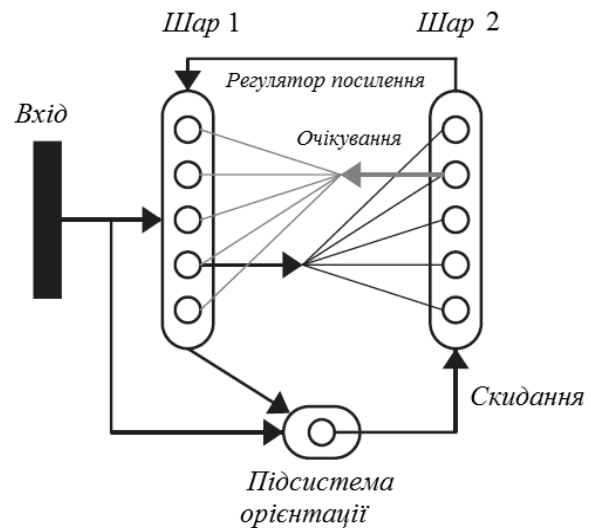 Шар 1
Шар 2
Регулятор посилення
Вхід
Очікування
Скидання
Підсистема
орієнтації